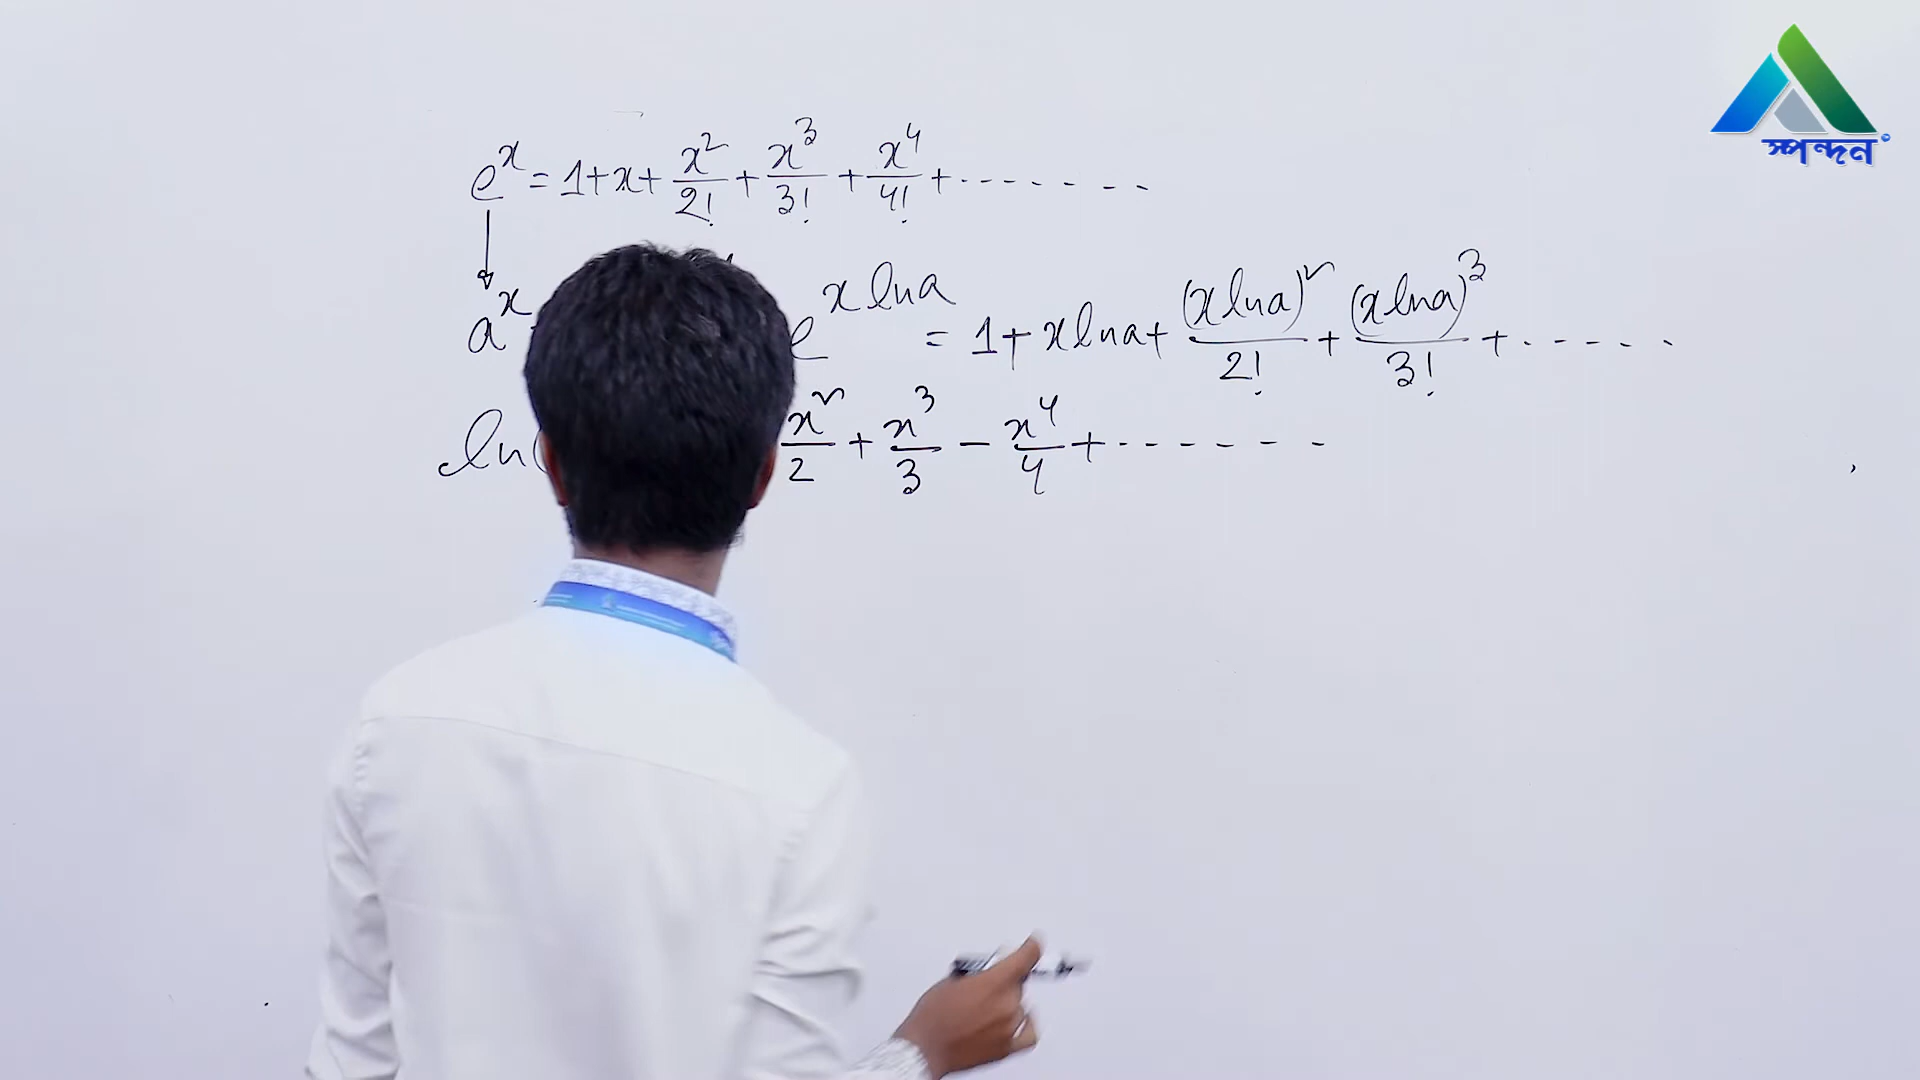 স্পন্দন
e^x = 1 + x + x^2/2! + x^3/3! + x^4/4! + .......
a^x e^{x ln a} = 1 + x ln a + (x ln a)^2/2! + (x ln a)^3/3! + .....
ln( x^2/2 + x^3/3 - x^4/4 + ......